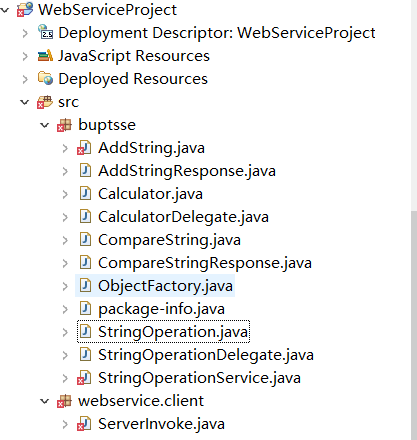 WebServiceProject
Deployment Descriptor: WebServiceProject
JavaScript Resources
Deployed Resources
src
buptsse
AddString.java
AddStringResponse.java
Calculator.java
CalculatorDelegate.java
CompareString.java
CompareStringResponse.java
ObjectFactory.java
package-info.java
StringOperation.java
StringOperationDelegate.java
StringOperationService.java
webservice.client
ServerInvoke.java